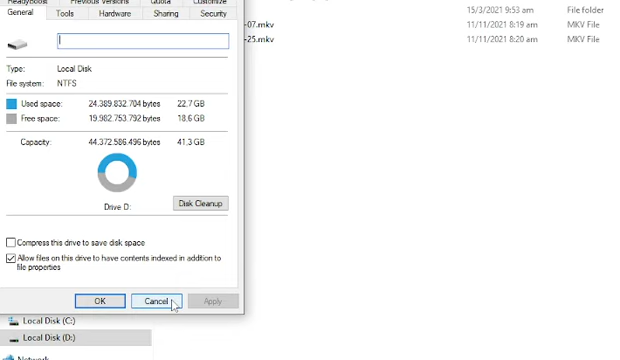 ReadyBoost Previous Versions Quota Customize
General Tools Hardware Sharing Security
15/3/2021 9:53 am File folder
-07.mkv 11/11/2021 8:19 am MKV File
-25.mkv 11/11/2021 8:20 am MKV File
Type: Local Disk
File system: NTFS
Used space: 24.389.832.704 bytes 22.7 GB
Free space: 19.982.753.792 bytes 18,6 GB
Capacity: 44.372.586.496 bytes 41,3 GB
Drive D:
Disk Cleanup
Compress this drive to save disk space
Allow files on this drive to have contents indexed in addition to
file properties
OK Cancel Apply
Local Disk (C:)
Local Disk (D:)
Network